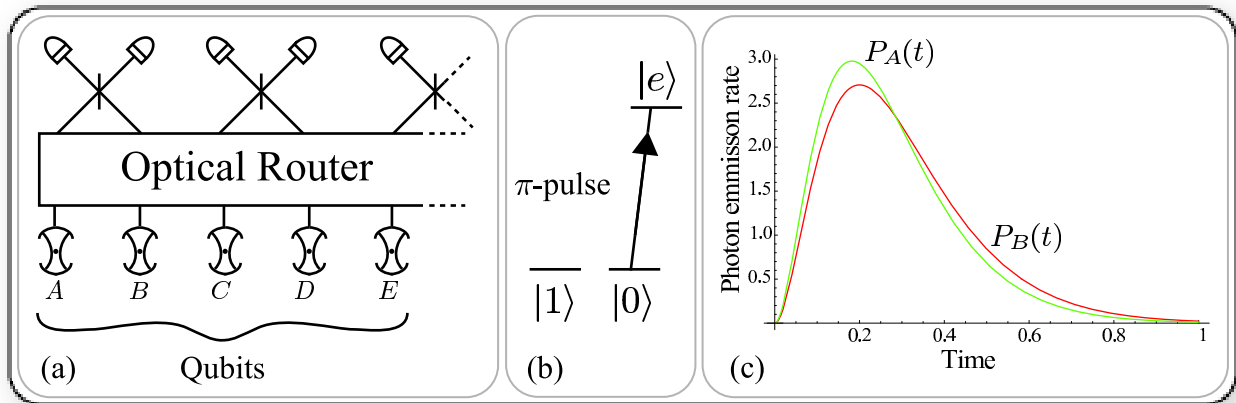 Optical Router
A B C D E
Qubits
(a)
|e⟩
π-pulse
|1⟩ |0⟩
(b)
P_A(t)
P_B(t)
Photon emmisson rate
3.0
2.5
2.0
1.5
1.0
0.5
0.2 0.4 0.6 0.8 1
Time
(c)